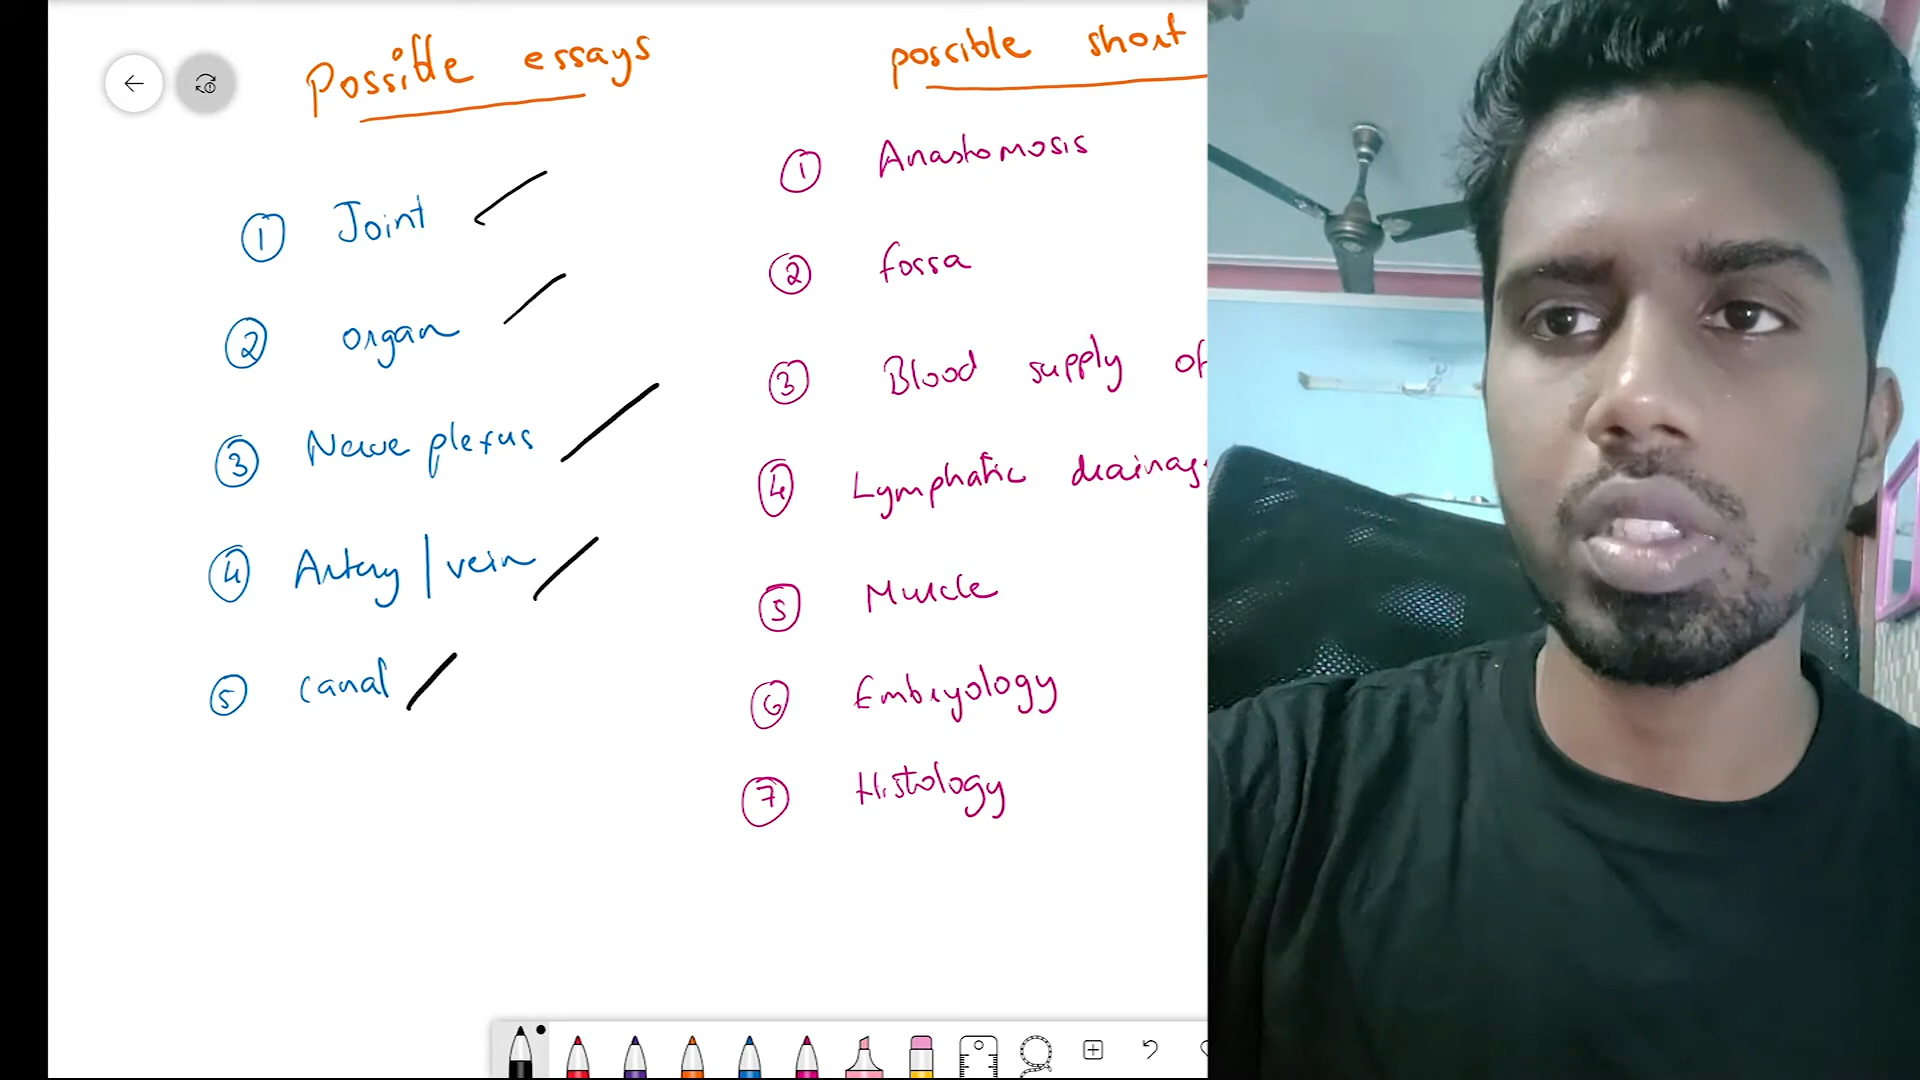 Possible essays
① Joint
② organ
③ Nerve plexus
④ Artery / vein
⑤ canal
possible short
① Anastomosis
② fossa
③ Blood supply of
④ Lymphatic drainag
⑤ Muscle
⑥ Embryology
⑦ Histology